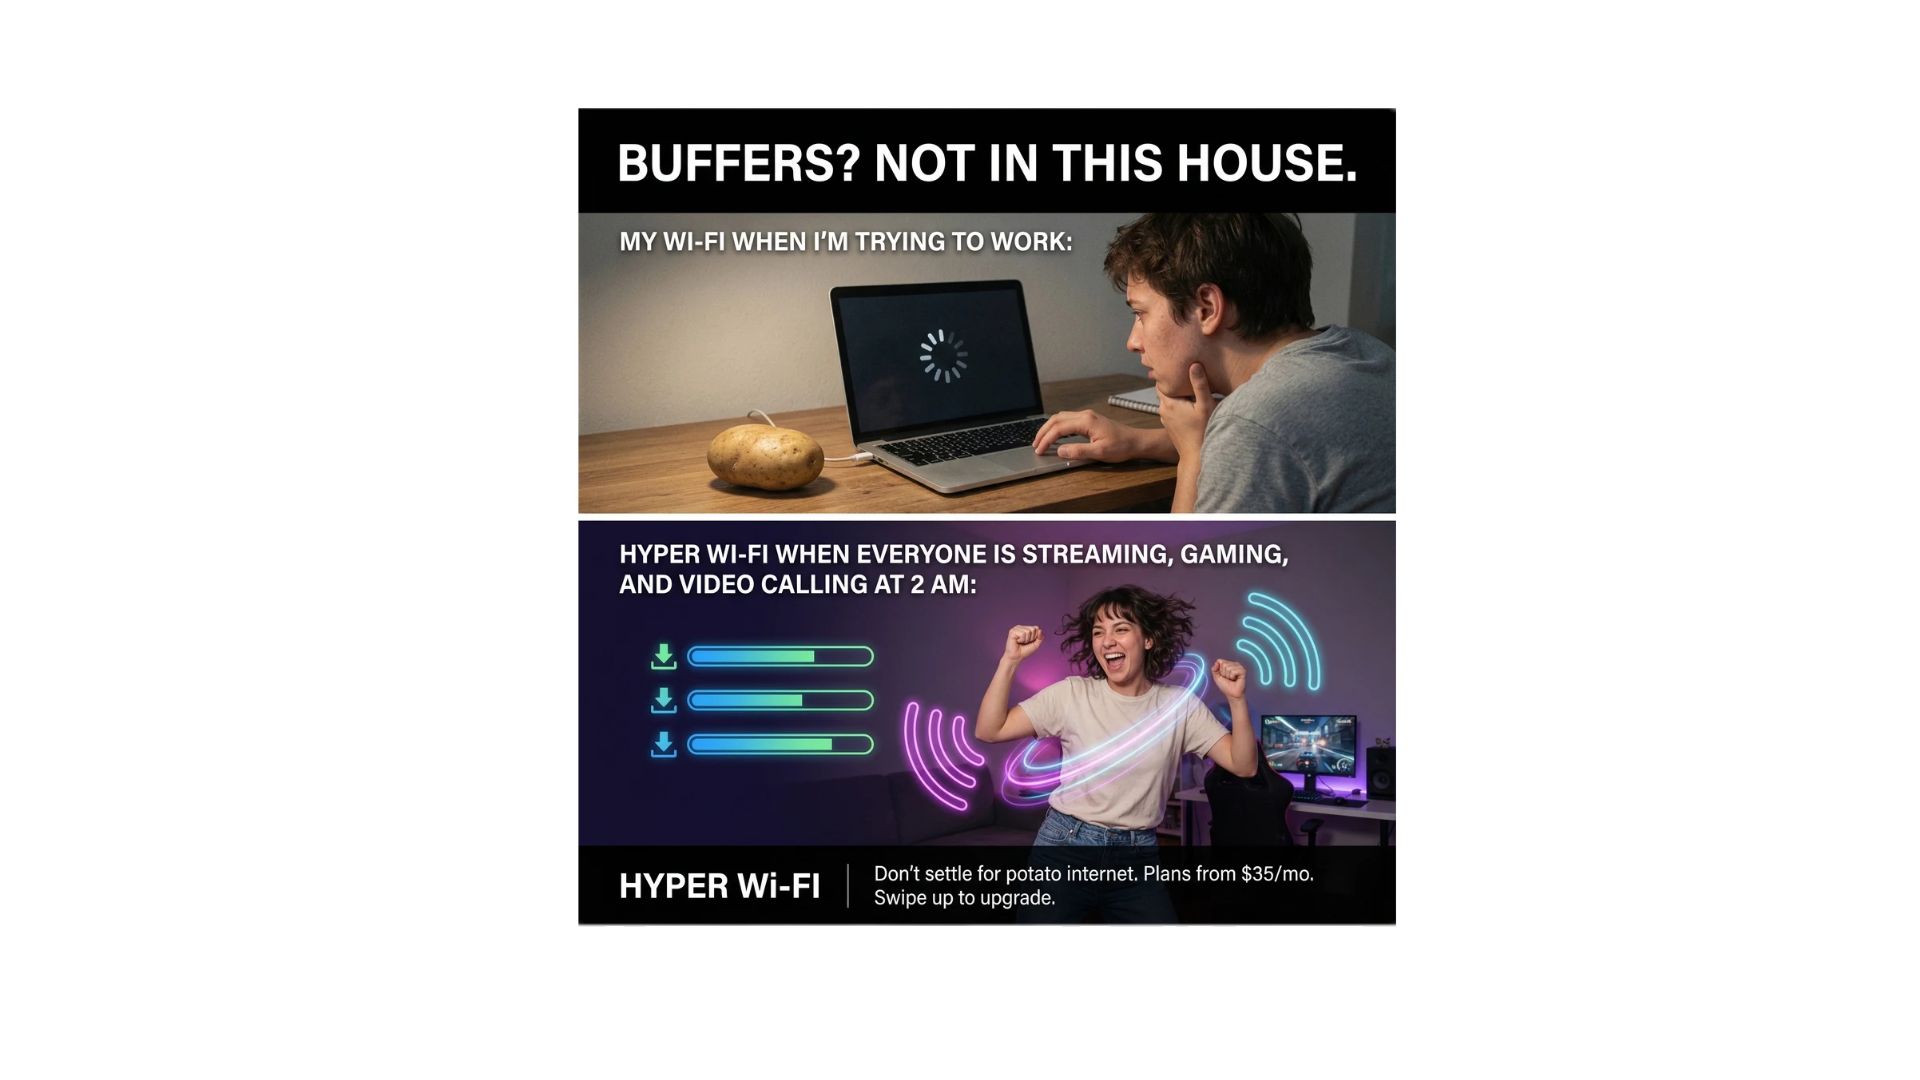 BUFFERS? NOT IN THIS HOUSE.
MY WI-FI WHEN I’M TRYING TO WORK:
HYPER WI-FI WHEN EVERYONE IS STREAMING, GAMING,
AND VIDEO CALLING AT 2 AM:
HYPER Wi-FI
Don’t settle for potato internet. Plans from $35/mo.
Swipe up to upgrade.